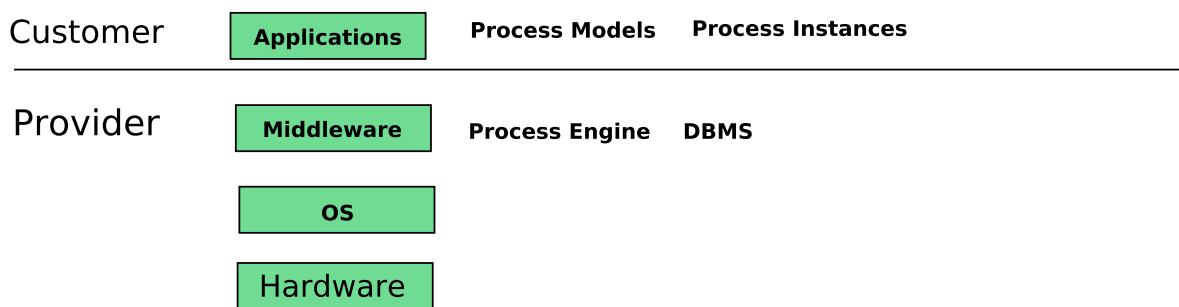 Customer
Applications
Process Models
Process Instances
Provider
Middleware
Process Engine
DBMS
OS
Hardware